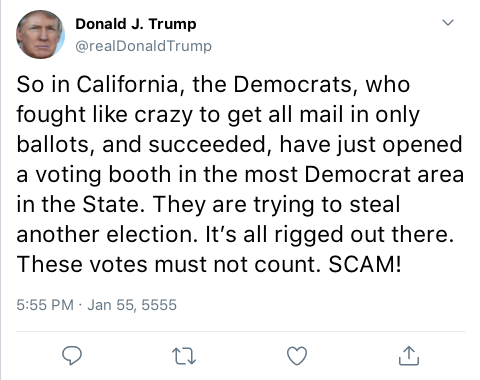 Donald J. Trump
@realDonaldTrump
So in California, the Democrats, who
fought like crazy to get all mail in only
ballots, and succeeded, have just opened
a voting booth in the most Democrat area
in the State. They are trying to steal
another election. It’s all rigged out there.
These votes must not count. SCAM!
5:55 PM · Jan 55, 5555